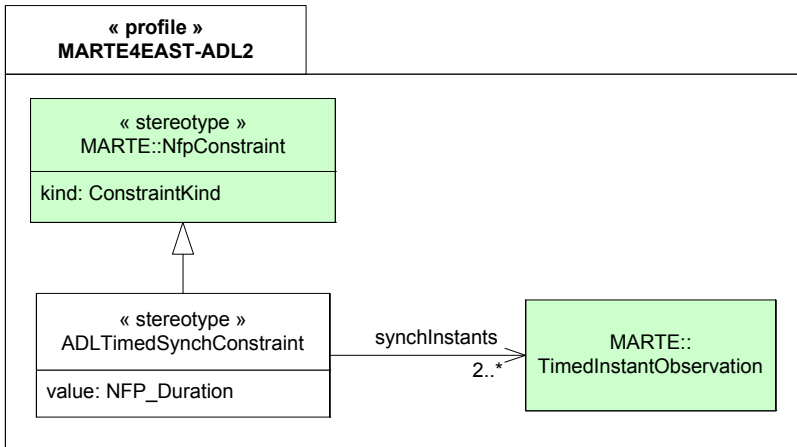 « profile »
MARTE4EAST-ADL2
« stereotype »
MARTE::NfpConstraint
kind: ConstraintKind
« stereotype »
ADLTimedSynchConstraint
value: NFP_Duration
synchInstants
2..*
MARTE::
TimedInstantObservation